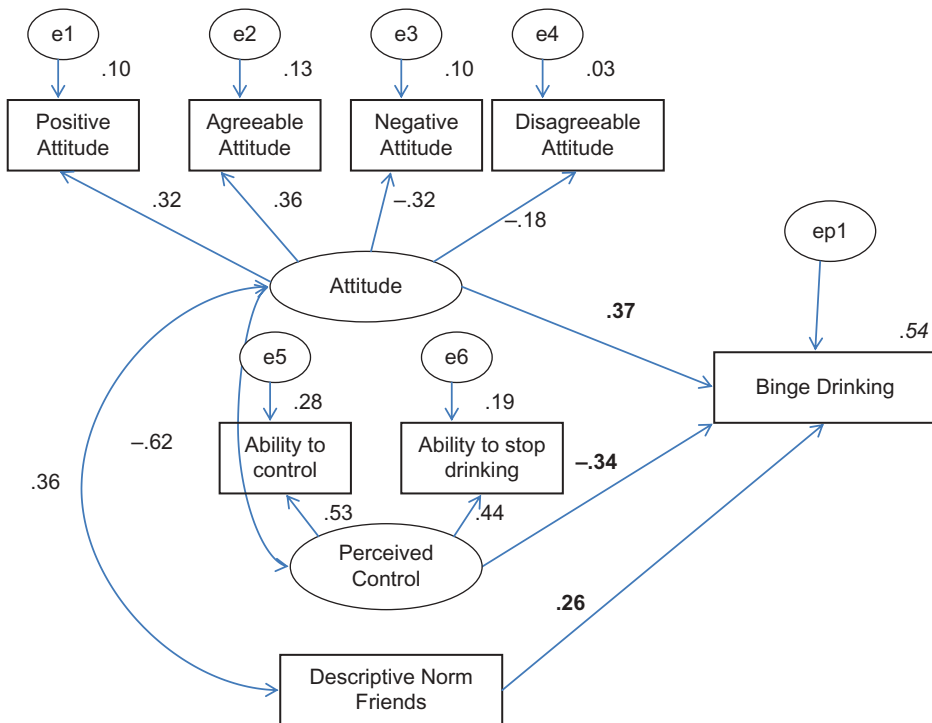 e1
e2
e3
e4
.10
.13
.10
.03
Positive
Attitude
Agreeable
Attitude
Negative
Attitude
Disagreeable
Attitude
.32
.36
–.32
–.18
ep1
Attitude
.37
.54
e5
e6
Binge Drinking
.28
.19
Ability to
control
Ability to stop
drinking
–.62
.36
–.34
.53
.44
Perceived
Control
.26
Descriptive Norm
Friends